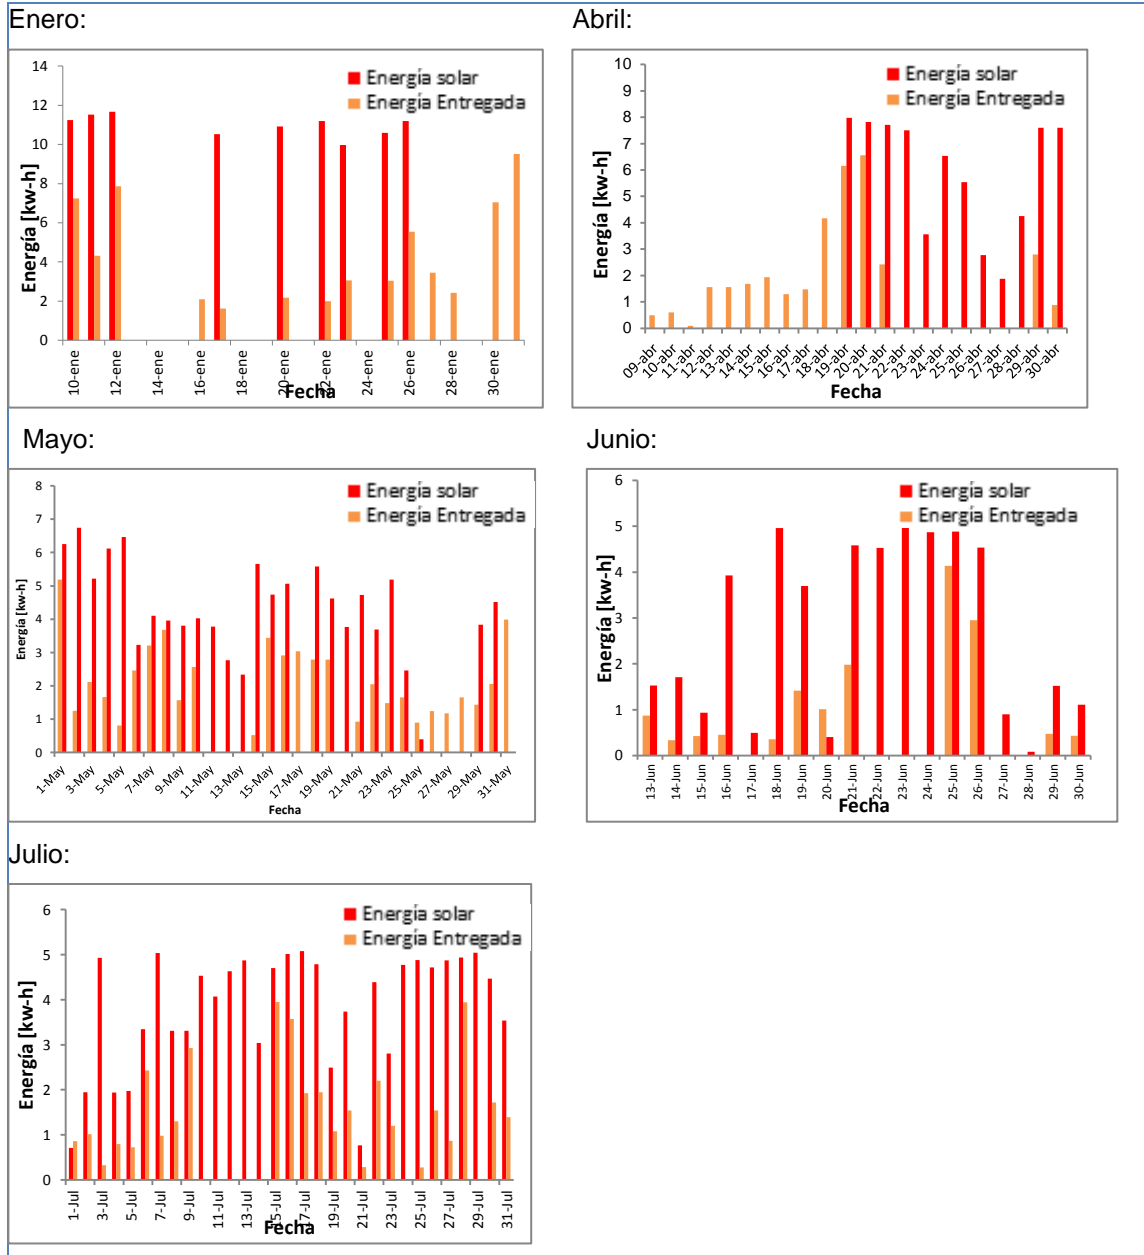 Enero:
Abril:
Energía solar
Energía Entregada
Energía [kw-h]
14
12
10
8
6
4
2
0
10-ene
12-ene
14-ene
16-ene
18-ene
20-ene
22-ene
24-ene
26-ene
28-ene
30-ene
Fecha
Energía solar
Energía Entregada
Energía [kw-h]
10
9
8
7
6
5
4
3
2
1
0
09-abr
10-abr
11-abr
12-abr
13-abr
14-abr
15-abr
16-abr
17-abr
18-abr
19-abr
20-abr
21-abr
22-abr
23-abr
24-abr
25-abr
26-abr
27-abr
28-abr
29-abr
30-abr
Fecha
Mayo:
Junio:
Energía solar
Energía Entregada
Energía [kw-h]
8
7
6
5
4
3
2
1
0
1-May
3-May
5-May
7-May
9-May
11-May
13-May
15-May
17-May
19-May
21-May
23-May
25-May
27-May
29-May
31-May
Fecha
Energía solar
Energía Entregada
Energía [kw-h]
6
5
4
3
2
1
0
13-Jun
14-Jun
15-Jun
16-Jun
17-Jun
18-Jun
19-Jun
20-Jun
21-Jun
22-Jun
23-Jun
24-Jun
25-Jun
26-Jun
27-Jun
28-Jun
29-Jun
30-Jun
Fecha
Julio:
Energía solar
Energía Entregada
Energía [kw-h]
6
5
4
3
2
1
0
1-Jul
3-Jul
5-Jul
7-Jul
9-Jul
11-Jul
13-Jul
15-Jul
17-Jul
19-Jul
21-Jul
23-Jul
25-Jul
27-Jul
29-Jul
31-Jul
Fecha